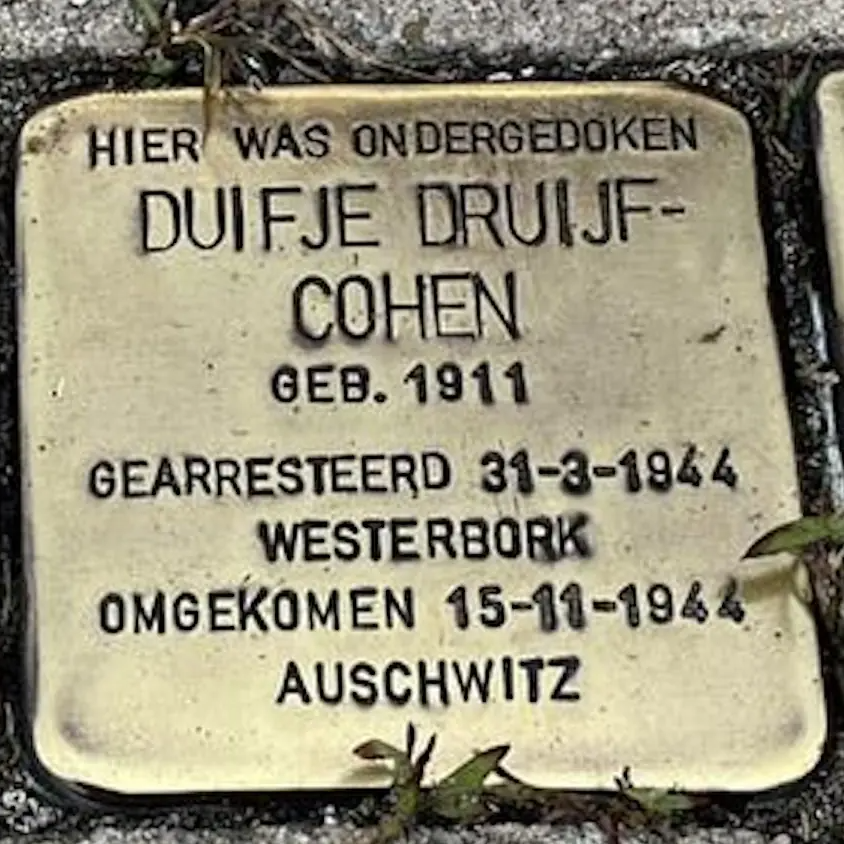 HIER WAS ONDERGEDOKEN
DUIFJE DRUIJF-
COHEN
GEB. 1911
GEARRESTEERD 31-3-1944
WESTERBORK
OMGEKOMEN 15-11-1944
AUSCHWITZ